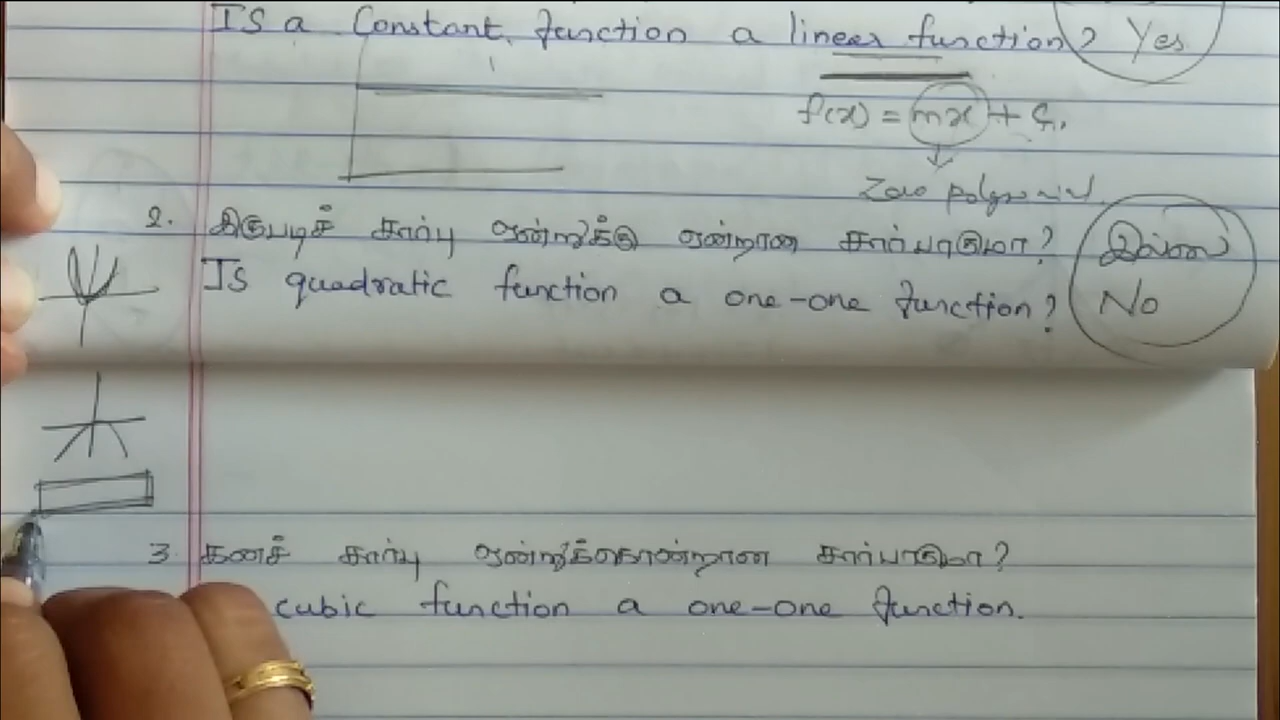 Is a Constant function a linear function? Yes
f(x) = mx + c,
Zero polynomial.
2. இருபடிச் சார்பு ஒன்றுக்கு ஒன்றான சார்பாகுமா? இல்லை
Is quadratic function a one-one function? No
3. கனச் சார்பு ஒன்றுக்கொன்றான சார்பாகுமா?
cubic function a one-one function.